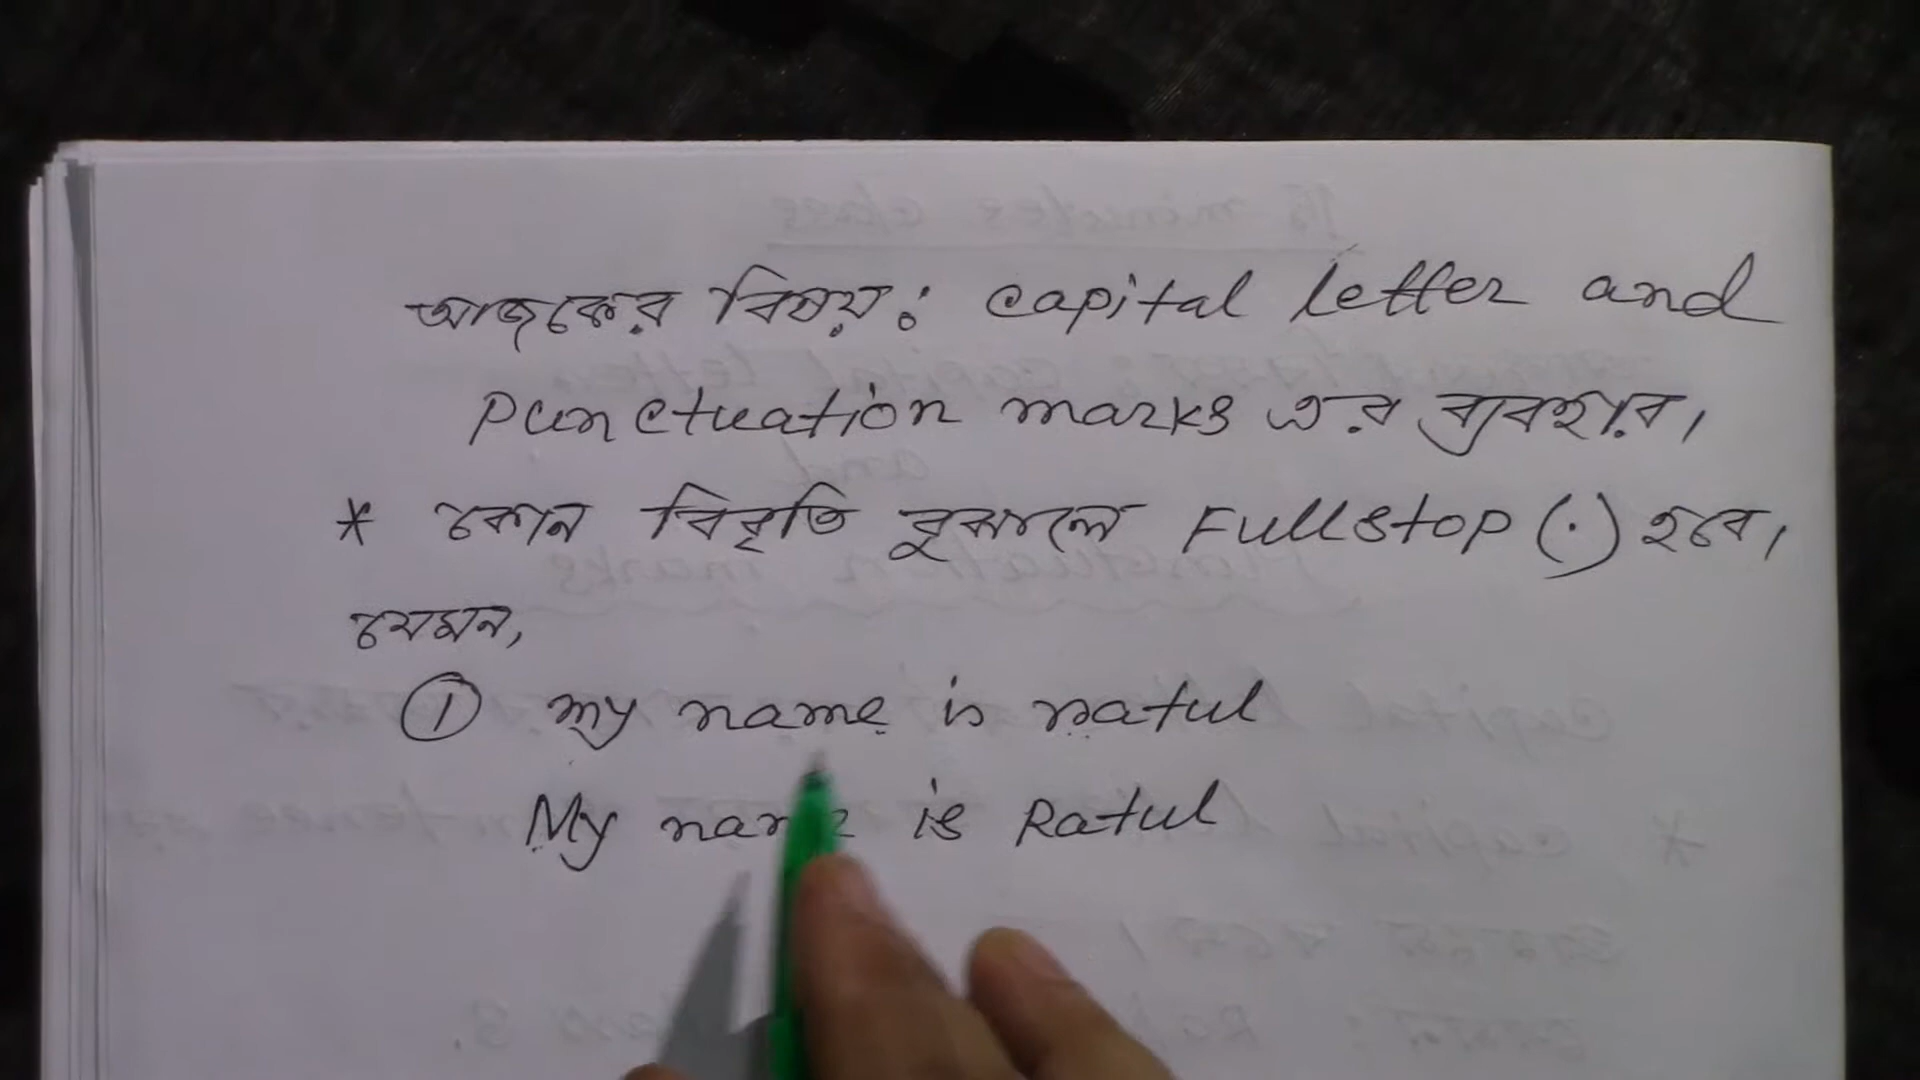 আজকের বিষয়: capital letter and
Punctuation marks এর ব্যবহার।
* কোন বিবৃতি বুঝালে Fullstop (.) হবে।
যেমন,
① my name is ratul
My name is Ratul